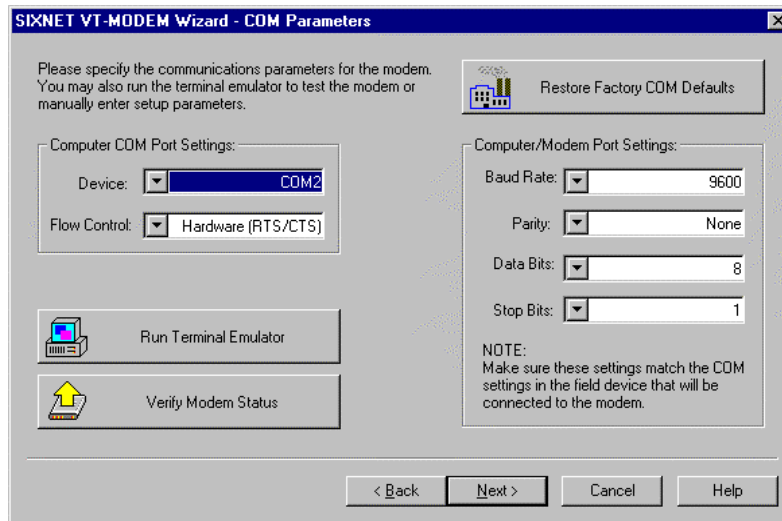 SIXNET VT-MODEM Wizard - COM Parameters
Please specify the communications parameters for the modem.
You may also run the terminal emulator to test the modem or
manually enter setup parameters.
Restore Factory COM Defaults
Computer COM Port Settings:
Device: COM2
Flow Control: Hardware (RTS/CTS)
Computer/Modem Port Settings:
Baud Rate: 9600
Parity: None
Data Bits: 8
Stop Bits: 1
NOTE:
Make sure these settings match the COM
settings in the field device that will be
connected to the modem.
Run Terminal Emulator
Verify Modem Status
< Back
Next >
Cancel
Help